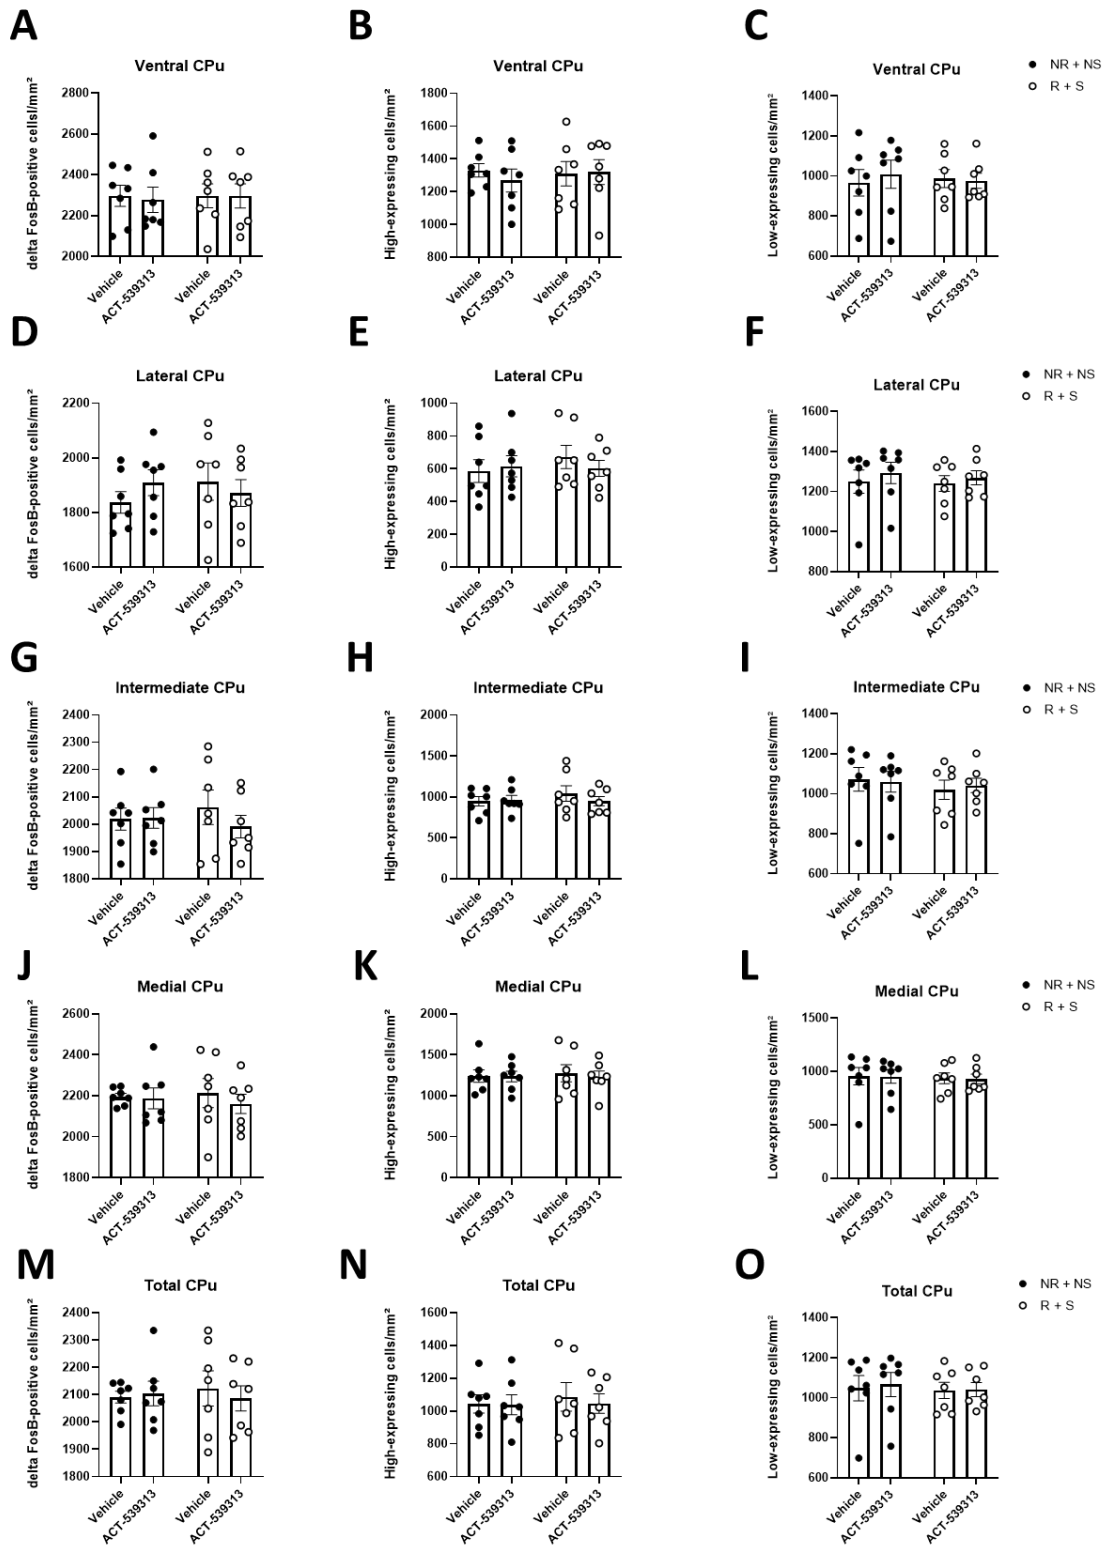 A
B
C
Ventral CPu
Ventral CPu
Ventral CPu
NR + NS
R + S
delta FosB-positive cellsl/mm²
2800
2600
2400
2200
2000
Vehicle
ACT-539313
Vehicle
ACT-539313
High-expressing cells/mm²
1800
1600
1400
1200
1000
800
Vehicle
ACT-539313
Vehicle
ACT-539313
Low-expressing cells/mm²
1400
1200
1000
800
600
Vehicle
ACT-539313
Vehicle
ACT-539313
D
E
F
Lateral CPu
Lateral CPu
Lateral CPu
NR + NS
R + S
delta FosB-positive cells/mm²
2200
2000
1800
1600
Vehicle
ACT-539313
Vehicle
ACT-539313
High-expressing cells/mm²
1000
800
600
400
200
0
Vehicle
ACT-539313
Vehicle
ACT-539313
Low-expressing cells/mm²
1600
1400
1200
1000
800
Vehicle
ACT-539313
Vehicle
ACT-539313
G
H
I
Intermediate CPu
Intermediate CPu
Intermediate CPu
NR + NS
R + S
delta FosB-positive cells/mm²
2400
2300
2200
2100
2000
1900
1800
Vehicle
ACT-539313
Vehicle
ACT-539313
High-expressing cells/mm²
2000
1500
1000
500
0
Vehicle
ACT-539313
Vehicle
ACT-539313
Low-expressing cells/mm²
1400
1200
1000
800
600
Vehicle
ACT-539313
Vehicle
ACT-539313
J
K
L
Medial CPu
Medial CPu
Medial CPu
NR + NS
R + S
delta FosB-positive cells/mm²
2600
2400
2200
2000
1800
Vehicle
ACT-539313
Vehicle
ACT-539313
High-expressing cells/mm²
2000
1500
1000
500
0
Vehicle
ACT-539313
Vehicle
ACT-539313
Low-expressing cells/mm²
1500
1000
500
0
Vehicle
ACT-539313
Vehicle
ACT-539313
M
N
O
Total CPu
Total CPu
Total CPu
NR + NS
R + S
delta FosB-positive cells/mm²
2400
2300
2200
2100
2000
1900
1800
Vehicle
ACT-539313
Vehicle
ACT-539313
High-expressing cells/mm²
1600
1400
1200
1000
800
600
Vehicle
ACT-539313
Vehicle
ACT-539313
Low-expressing cells/mm²
1400
1200
1000
800
600
Vehicle
ACT-539313
Vehicle
ACT-539313